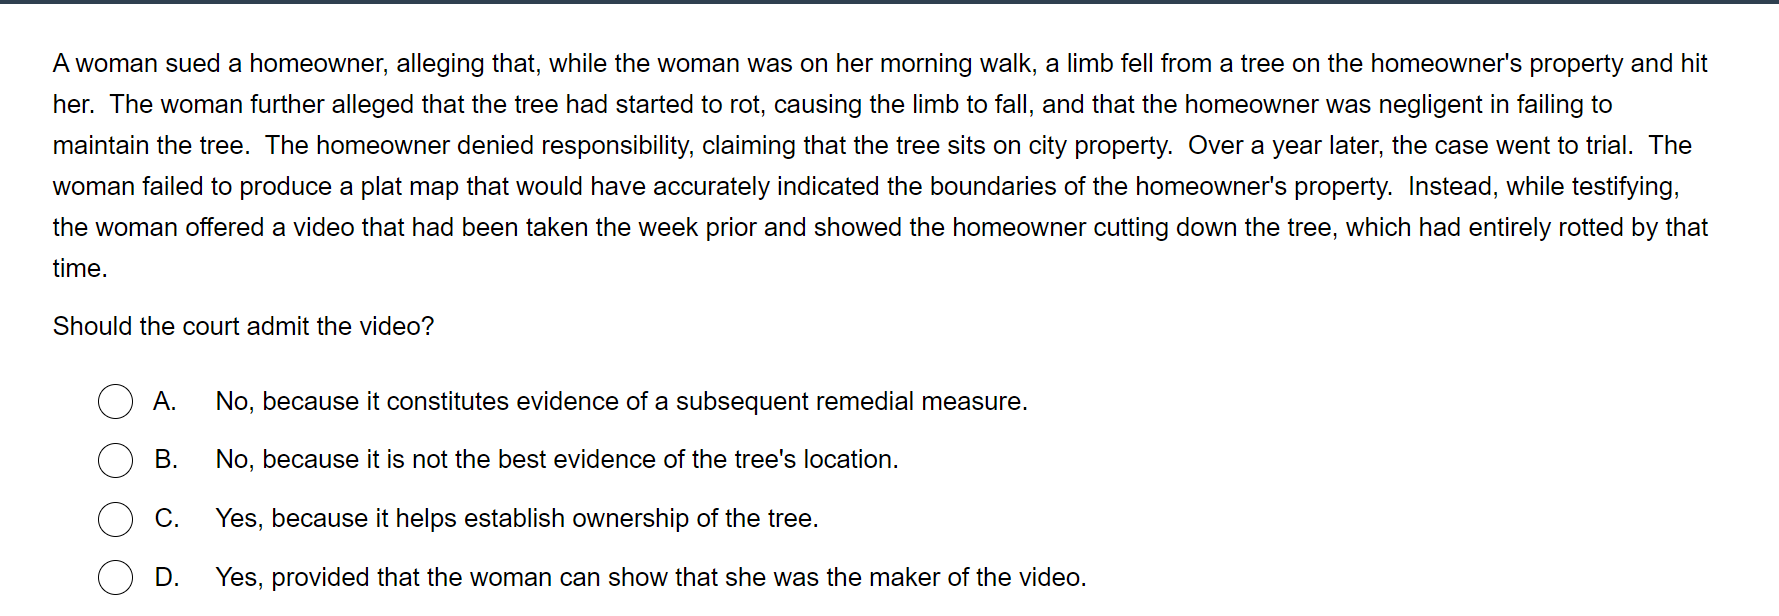 A woman sued a homeowner, alleging that, while the woman was on her morning walk, a limb fell from a tree on the homeowner's property and hit
her.  The woman further alleged that the tree had started to rot, causing the limb to fall, and that the homeowner was negligent in failing to
maintain the tree.  The homeowner denied responsibility, claiming that the tree sits on city property.  Over a year later, the case went to trial.  The
woman failed to produce a plat map that would have accurately indicated the boundaries of the homeowner's property.  Instead, while testifying,
the woman offered a video that had been taken the week prior and showed the homeowner cutting down the tree, which had entirely rotted by that
time.
Should the court admit the video?
A. No, because it constitutes evidence of a subsequent remedial measure.
B. No, because it is not the best evidence of the tree's location.
C. Yes, because it helps establish ownership of the tree.
D. Yes, provided that the woman can show that she was the maker of the video.